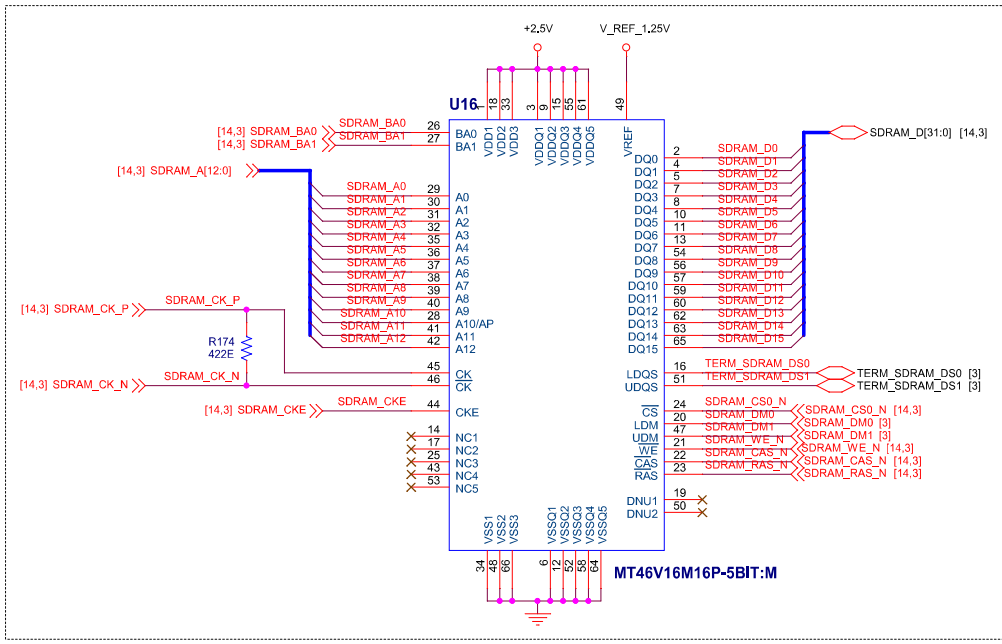 +2.5V V_REF_1.25V
U16
1 18 33 3 9 15 55 61 49
VDD1 VDD2 VDD3 VDDQ1 VDDQ2 VDDQ3 VDDQ4 VDDQ5 VREF
[14,3] SDRAM_BA0 SDRAM_BA0 26 BA0
[14,3] SDRAM_BA1 SDRAM_BA1 27 BA1
[14,3] SDRAM_A[12:0]
SDRAM_A0 29 A0
SDRAM_A1 30 A1
SDRAM_A2 31 A2
SDRAM_A3 32 A3
SDRAM_A4 35 A4
SDRAM_A5 36 A5
SDRAM_A6 37 A6
SDRAM_A7 38 A7
SDRAM_A8 39 A8
SDRAM_A9 40 A9
SDRAM_A10 28 A10/AP
SDRAM_A11 41 A11
SDRAM_A12 42 A12
[14,3] SDRAM_CK_P SDRAM_CK_P 45 CK
R174
422E
[14,3] SDRAM_CK_N SDRAM_CK_N 46 CK
[14,3] SDRAM_CKE SDRAM_CKE 44 CKE
14 NC1
17 NC2
25 NC3
43 NC4
53 NC5
SDRAM_D[31:0] [14,3]
DQ0 2 SDRAM_D0
DQ1 4 SDRAM_D1
DQ2 5 SDRAM_D2
DQ3 7 SDRAM_D3
DQ4 8 SDRAM_D4
DQ5 10 SDRAM_D5
DQ6 11 SDRAM_D6
DQ7 13 SDRAM_D7
DQ8 54 SDRAM_D8
DQ9 56 SDRAM_D9
DQ10 57 SDRAM_D10
DQ11 59 SDRAM_D11
DQ12 60 SDRAM_D12
DQ13 62 SDRAM_D13
DQ14 63 SDRAM_D14
DQ15 65 SDRAM_D15
LDQS 16 TERM_SDRAM_DS0 TERM_SDRAM_DS0 [3]
UDQS 51 TERM_SDRAM_DS1 TERM_SDRAM_DS1 [3]
CS 24 SDRAM_CS0_N SDRAM_CS0_N [14,3]
LDM 20 SDRAM_DM0 SDRAM_DM0 [3]
UDM 47 SDRAM_DM1 SDRAM_DM1 [3]
WE 21 SDRAM_WE_N SDRAM_WE_N [14,3]
CAS 22 SDRAM_CAS_N SDRAM_CAS_N [14,3]
RAS 23 SDRAM_RAS_N SDRAM_RAS_N [14,3]
DNU1 19
DNU2 50
VSS1 VSS2 VSS3 VSSQ1 VSSQ2 VSSQ3 VSSQ4 VSSQ5
34 48 66 6 12 52 58 64
MT46V16M16P-5BIT:M